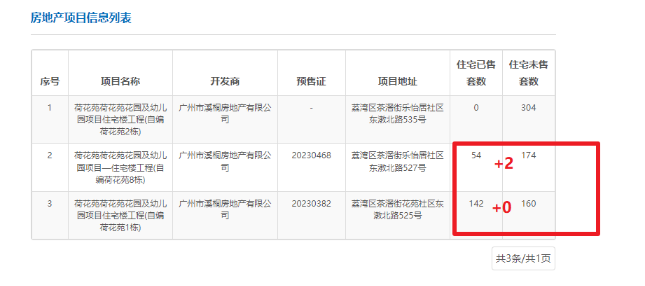 房地产项目信息列表
序号 项目名称 开发商 预售证 项目地址 住宅已售套数 住宅未售套数
1 荷花苑荷花苑花园及幼儿园项目住宅楼工程(自编荷花苑2栋) 广州市溪桐房地产有限公司 - 荔湾区茶滘街乐怡居社区东漖北路535号 0 304
2 荷花苑荷花苑花园及幼儿园项目—住宅楼工程(自编荷花苑8栋) 广州市溪桐房地产有限公司 20230468 荔湾区茶滘街乐怡居社区东漖北路527号 54 +2 174
3 荷花苑荷花苑花园及幼儿园项目住宅楼工程(自编荷花苑1栋) 广州市溪桐房地产有限公司 20230382 荔湾区茶滘街花苑社区东漖北路525号 142 +0 160
共3条/共1页